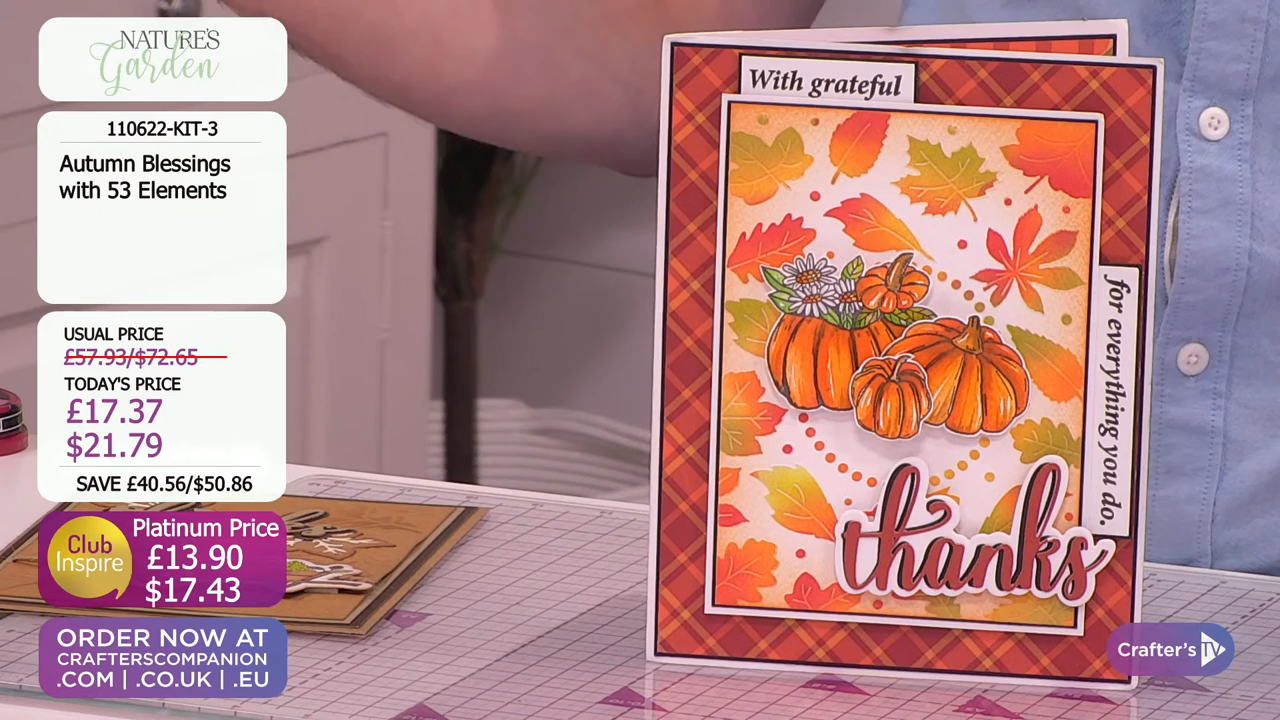 NATURE'S
Garden
110622-KIT-3
Autumn Blessings
with 53 Elements
USUAL PRICE
£57.93/$72.65
TODAY'S PRICE
£17.37
$21.79
SAVE £40.56/$50.86
Club
Inspire
Platinum Price
£13.90
$17.43
ORDER NOW AT
CRAFTERSCOMPANION
.COM | .CO.UK | .EU
With grateful
for everything you do.
thanks
Crafter's TV